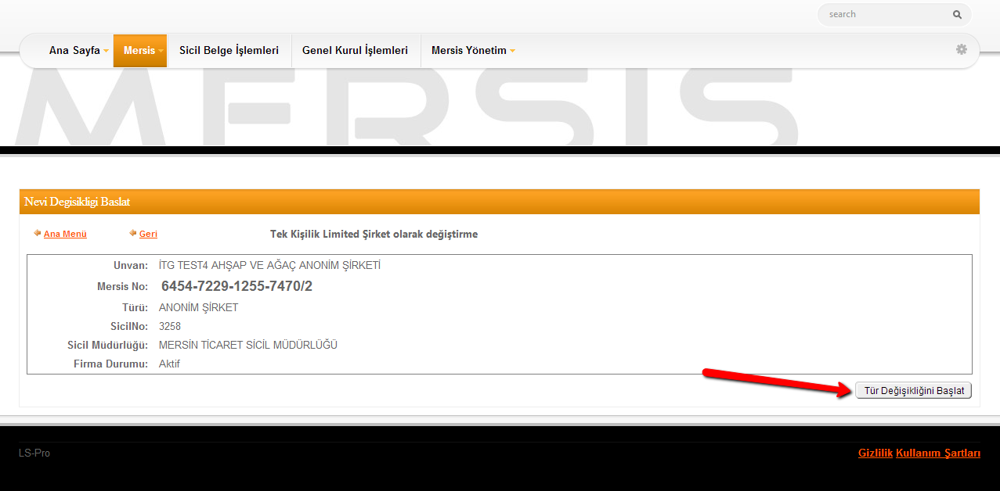 search
Ana Sayfa Mersis Sicil Belge İşlemleri Genel Kurul İşlemleri Mersis Yönetim
MERSIS
Nevi Degisikligi Baslat
Ana Menü Geri Tek Kişilik Limited Şirket olarak değiştirme
Unvan: İTG TEST4 AHŞAP VE AĞAÇ ANONİM ŞİRKETİ
Mersis No: 6454-7229-1255-7470/2
Türü: ANONİM ŞİRKET
SicilNo: 3258
Sicil Müdürlüğü: MERSİN TİCARET SİCİL MÜDÜRLÜĞÜ
Firma Durumu: Aktif
Tür Değişikliğini Başlat
LS-Pro Gizlilik Kullanım Şartları